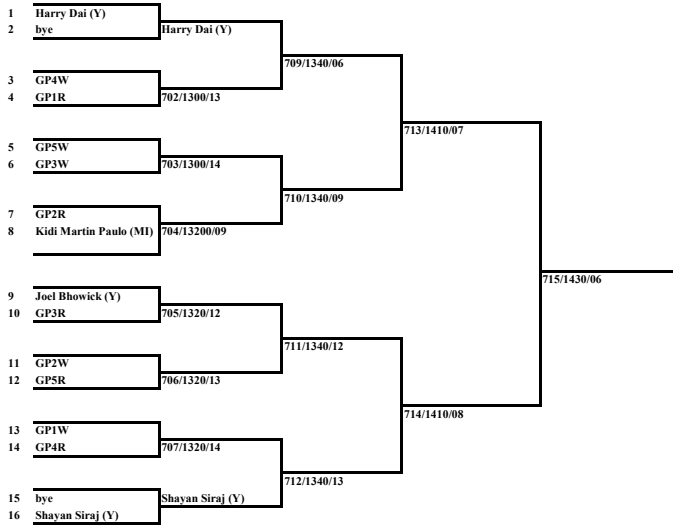 1 Harry Dai (Y)
2 bye
Harry Dai (Y)
709/1340/06
3 GP4W
4 GP1R
702/1300/13
713/1410/07
5 GP5W
6 GP3W
703/1300/14
710/1340/09
7 GP2R
8 Kidi Martin Paulo (MI)
704/13200/09
715/1430/06
9 Joel Bhowick (Y)
10 GP3R
705/1320/12
711/1340/12
11 GP2W
12 GP5R
706/1320/13
714/1410/08
13 GP1W
14 GP4R
707/1320/14
712/1340/13
15 bye
Shayan Siraj (Y)
16 Shayan Siraj (Y)